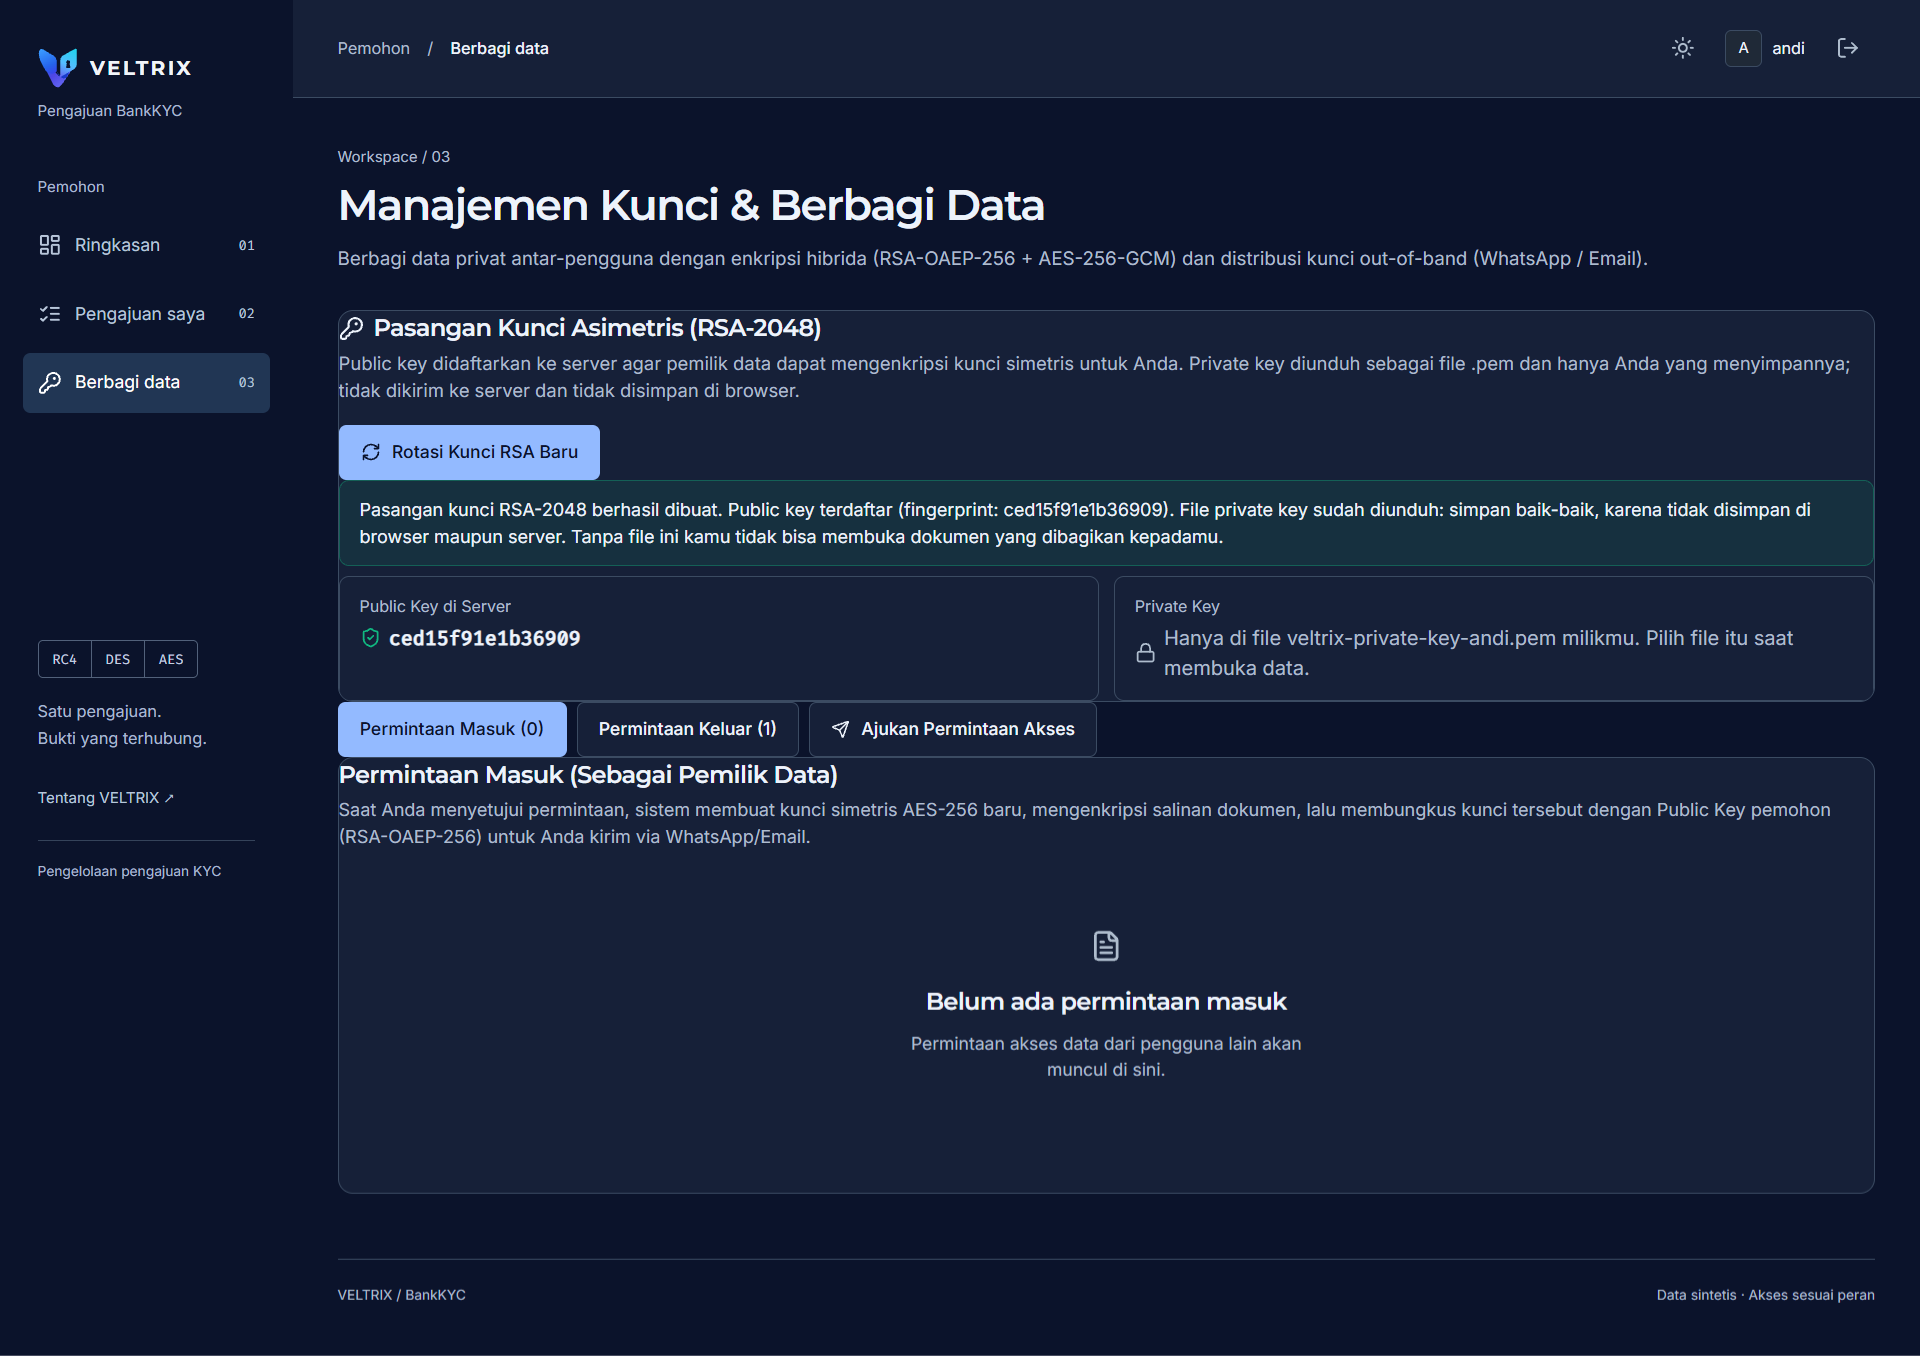 VELTRIX
Pengajuan BankKYC
Pemohon
Ringkasan 01
Pengajuan saya 02
Berbagi data 03
RC4 DES AES
Satu pengajuan.
Bukti yang terhubung.
Tentang VELTRIX ↗
Pengelolaan pengajuan KYC
Pemohon / Berbagi data
A andi
Workspace / 03
Manajemen Kunci & Berbagi Data
Berbagi data privat antar-pengguna dengan enkripsi hibrida (RSA-OAEP-256 + AES-256-GCM) dan distribusi kunci out-of-band (WhatsApp / Email).
Pasangan Kunci Asimetris (RSA-2048)
Public key didaftarkan ke server agar pemilik data dapat mengenkripsi kunci simetris untuk Anda. Private key diunduh sebagai file .pem dan hanya Anda yang menyimpannya;
tidak dikirim ke server dan tidak disimpan di browser.
Rotasi Kunci RSA Baru
Pasangan kunci RSA-2048 berhasil dibuat. Public key terdaftar (fingerprint: ced15f91e1b36909). File private key sudah diunduh: simpan baik-baik, karena tidak disimpan di
browser maupun server. Tanpa file ini kamu tidak bisa membuka dokumen yang dibagikan kepadamu.
Public Key di Server
ced15f91e1b36909
Private Key
Hanya di file veltrix-private-key-andi.pem milikmu. Pilih file itu saat
membuka data.
Permintaan Masuk (0) Permintaan Keluar (1) Ajukan Permintaan Akses
Permintaan Masuk (Sebagai Pemilik Data)
Saat Anda menyetujui permintaan, sistem membuat kunci simetris AES-256 baru, mengenkripsi salinan dokumen, lalu membungkus kunci tersebut dengan Public Key pemohon
(RSA-OAEP-256) untuk Anda kirim via WhatsApp/Email.
Belum ada permintaan masuk
Permintaan akses data dari pengguna lain akan
muncul di sini.
VELTRIX / BankKYC
Data sintetis · Akses sesuai peran